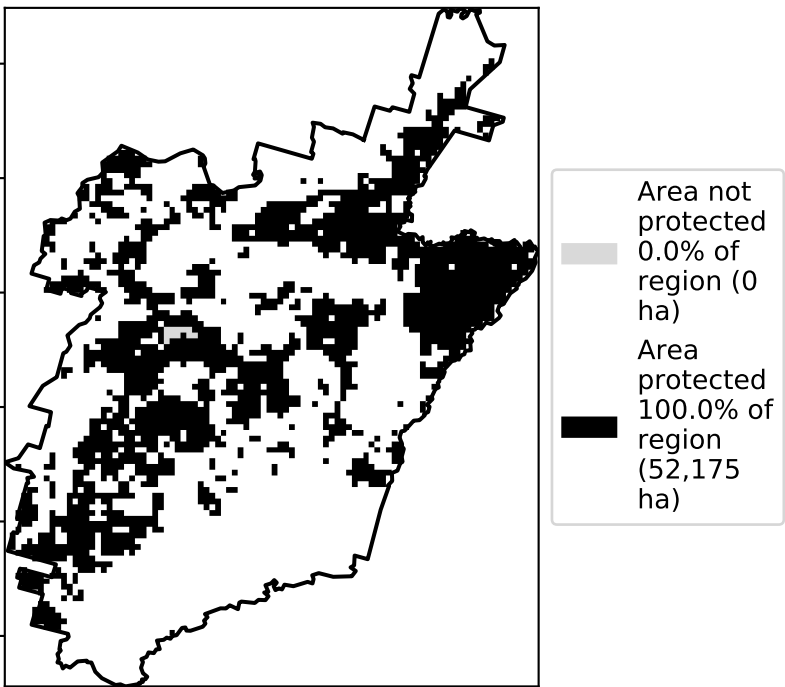 Area not
protected
0.0% of
region (0
ha)
Area
protected
100.0% of
region
(52,175
ha)